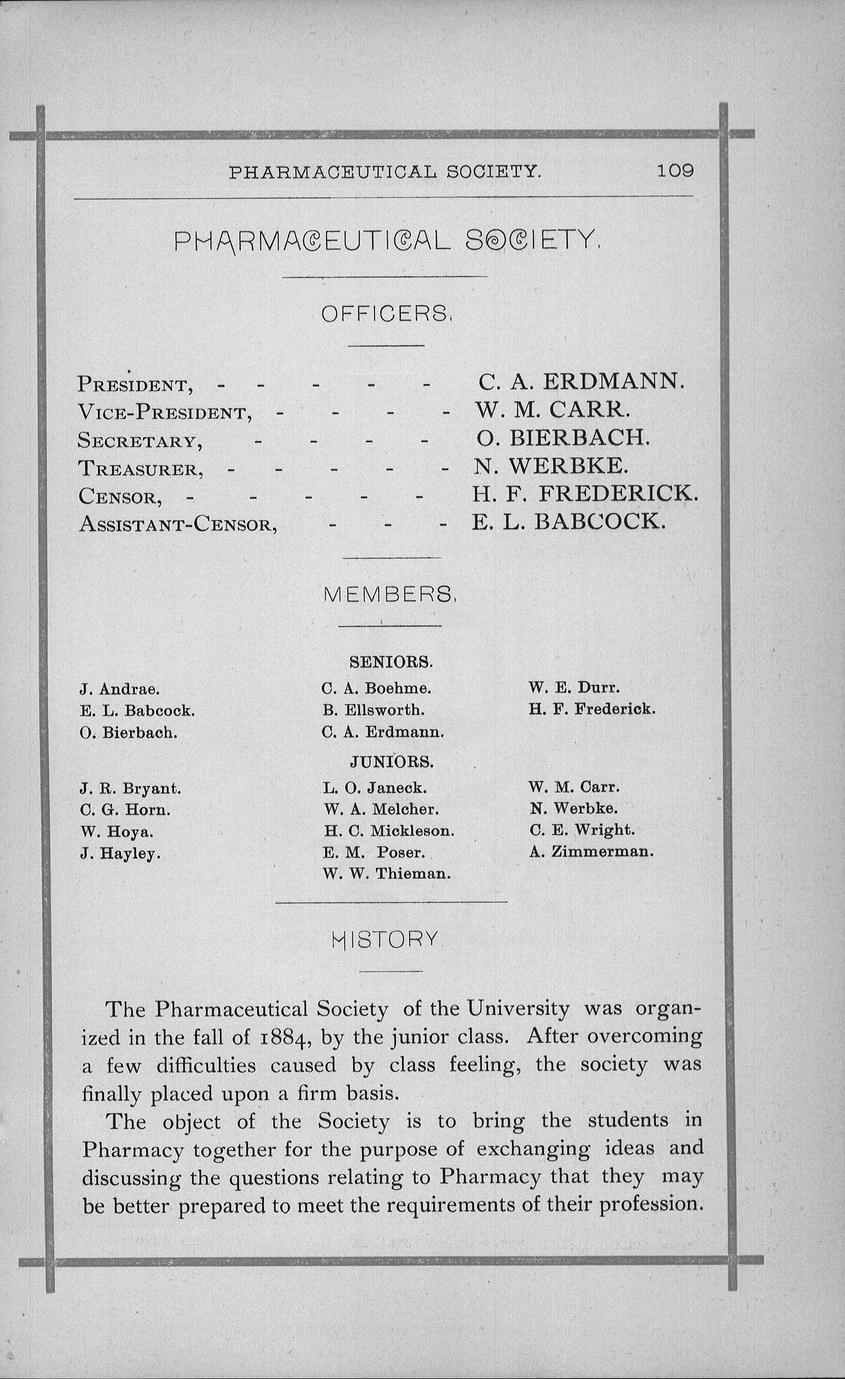 PHARMACEUTICAL SOCIETY. 109
PHARMACEUTICAL SOCIETY.
OFFICERS.
PRESIDENT, - - - - - C. A. ERDMANN.
VICE-PRESIDENT, - - - - W. M. CARR.
SECRETARY, - - - - O. BIERBACH.
TREASURER, - - - - - N. WERBKE.
CENSOR, - - - - - H. F. FREDERICK.
ASSISTANT-CENSOR, - - - E. L. BABCOCK.
MEMBERS.
SENIORS.
J. Andrae. C. A. Boehme. W. E. Durr.
E. L. Babcock. B. Ellsworth. H. F. Frederick.
O. Bierbach. C. A. Erdmann.
JUNIORS.
J. R. Bryant. L. O. Janeck. W. M. Carr.
C. G. Horn. W. A. Melcher. N. Werbke.
W. Hoya. H. C. Mickleson. C. E. Wright.
J. Hayley. E. M. Poser. A. Zimmerman.
W. W. Thieman.
HISTORY.
The Pharmaceutical Society of the University was organ-
ized in the fall of 1884, by the junior class. After overcoming
a few difficulties caused by class feeling, the society was
finally placed upon a firm basis.
The object of the Society is to bring the students in
Pharmacy together for the purpose of exchanging ideas and
discussing the questions relating to Pharmacy that they may
be better prepared to meet the requirements of their profession.